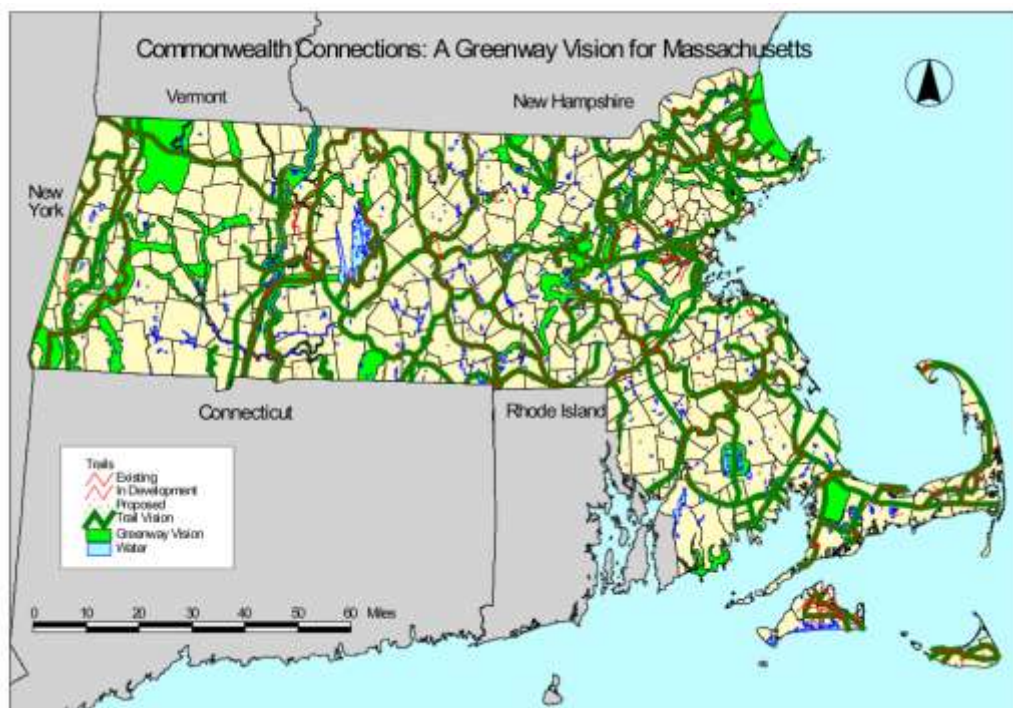 Commonwealth Connections: A Greenway Vision for Massachusetts
Vermont
New Hampshire
New
York
Connecticut
Rhode Island
Trails
Existing
In Development
Proposed
Trail Vision
Greenway Vision
Water
0 10 20 30 40 50 60 Miles